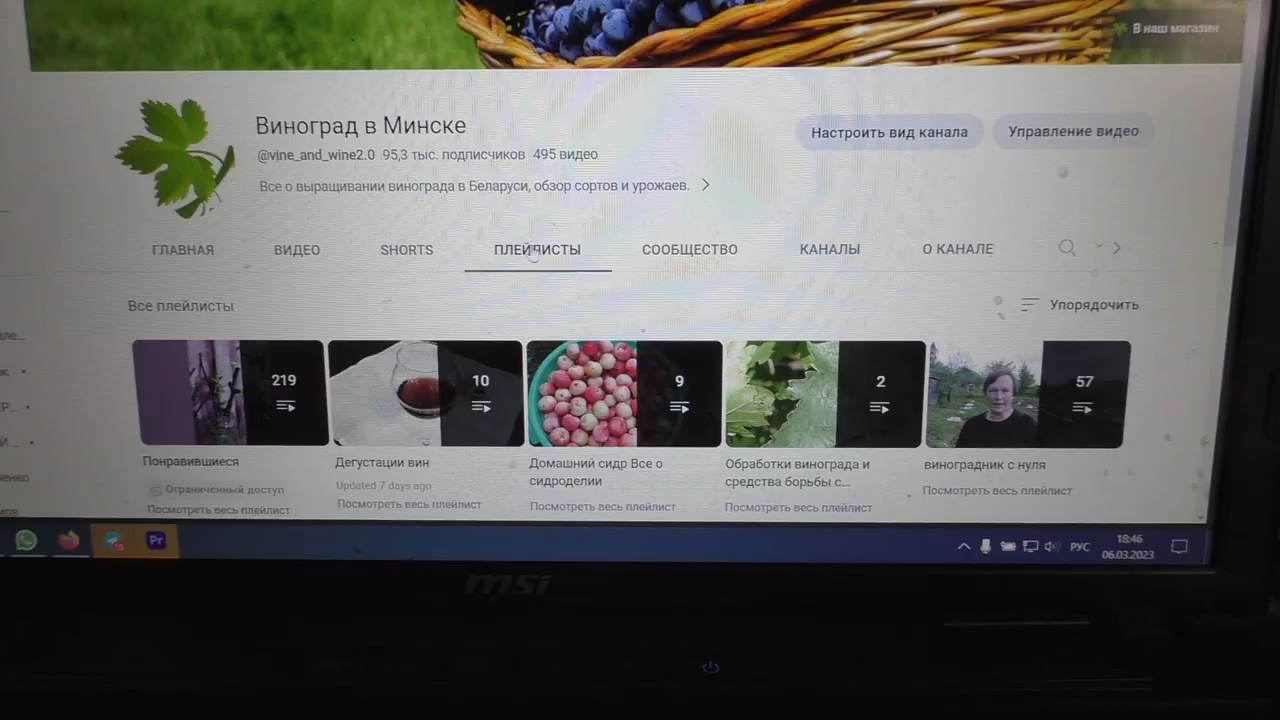 В наш магазин
Виноград в Минске
@vine_and_wine2.0 95,3 тыс. подписчиков 495 видео
Настроить вид канала
Управление видео
Все о выращивании винограда в Беларуси, обзор сортов и урожаев.
ГЛАВНАЯ ВИДЕО SHORTS ПЛЕЙЛИСТЫ СООБЩЕСТВО КАНАЛЫ О КАНАЛЕ
Все плейлисты
Упорядочить
219 10 9 2 57
Понравившиеся
Ограниченный доступ
Посмотреть весь плейлист
Дегустации вин
Updated 7 days ago
Посмотреть весь плейлист
Домашний сидр Все о
сидроделии
Посмотреть весь плейлист
Обработки винограда и
средства борьбы с...
Посмотреть весь плейлист
виноградник с нуля
Посмотреть весь плейлист
15 Pr
РУС
18:46
06.03.2023
msi